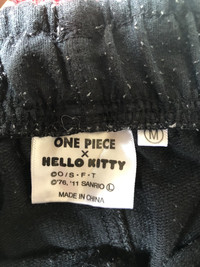 ONE PIECE
×
HELLO KITTY
©O/S・F・T
©'76, '11 SANRIO Ⓛ
MADE IN CHINA
M